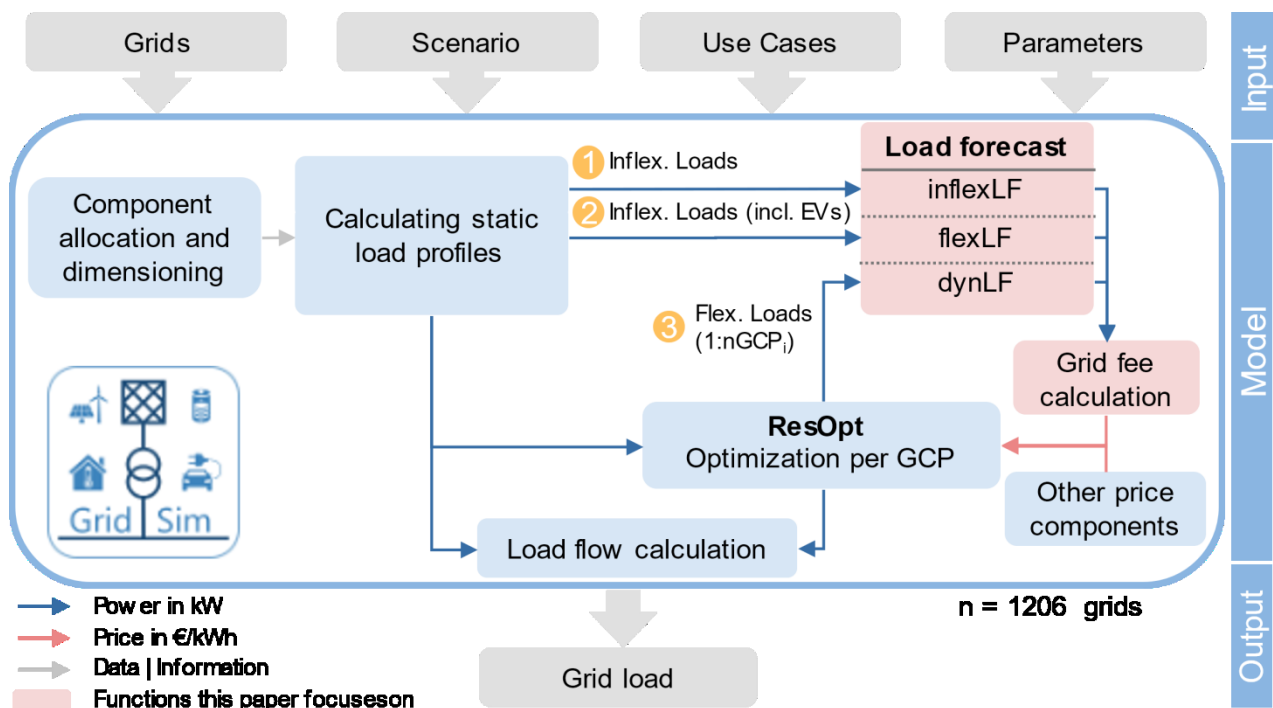 Grids
Scenario
Use Cases
Parameters
Input
Component
allocation and
dimensioning
Calculating static
load profiles
1 Inflex. Loads
2 Inflex. Loads (incl. EVs)
3 Flex. Loads
(1:nGCPi)
Load forecast
inflexLF
flexLF
dynLF
Model
Grid fee
calculation
ResOpt
Optimization per GCP
Other price
components
Grid Sim
Load flow calculation
n = 1206 grids
Power in kW
Price in €/kWh
Data | Information
Functions this paper focuseson
Grid load
Output